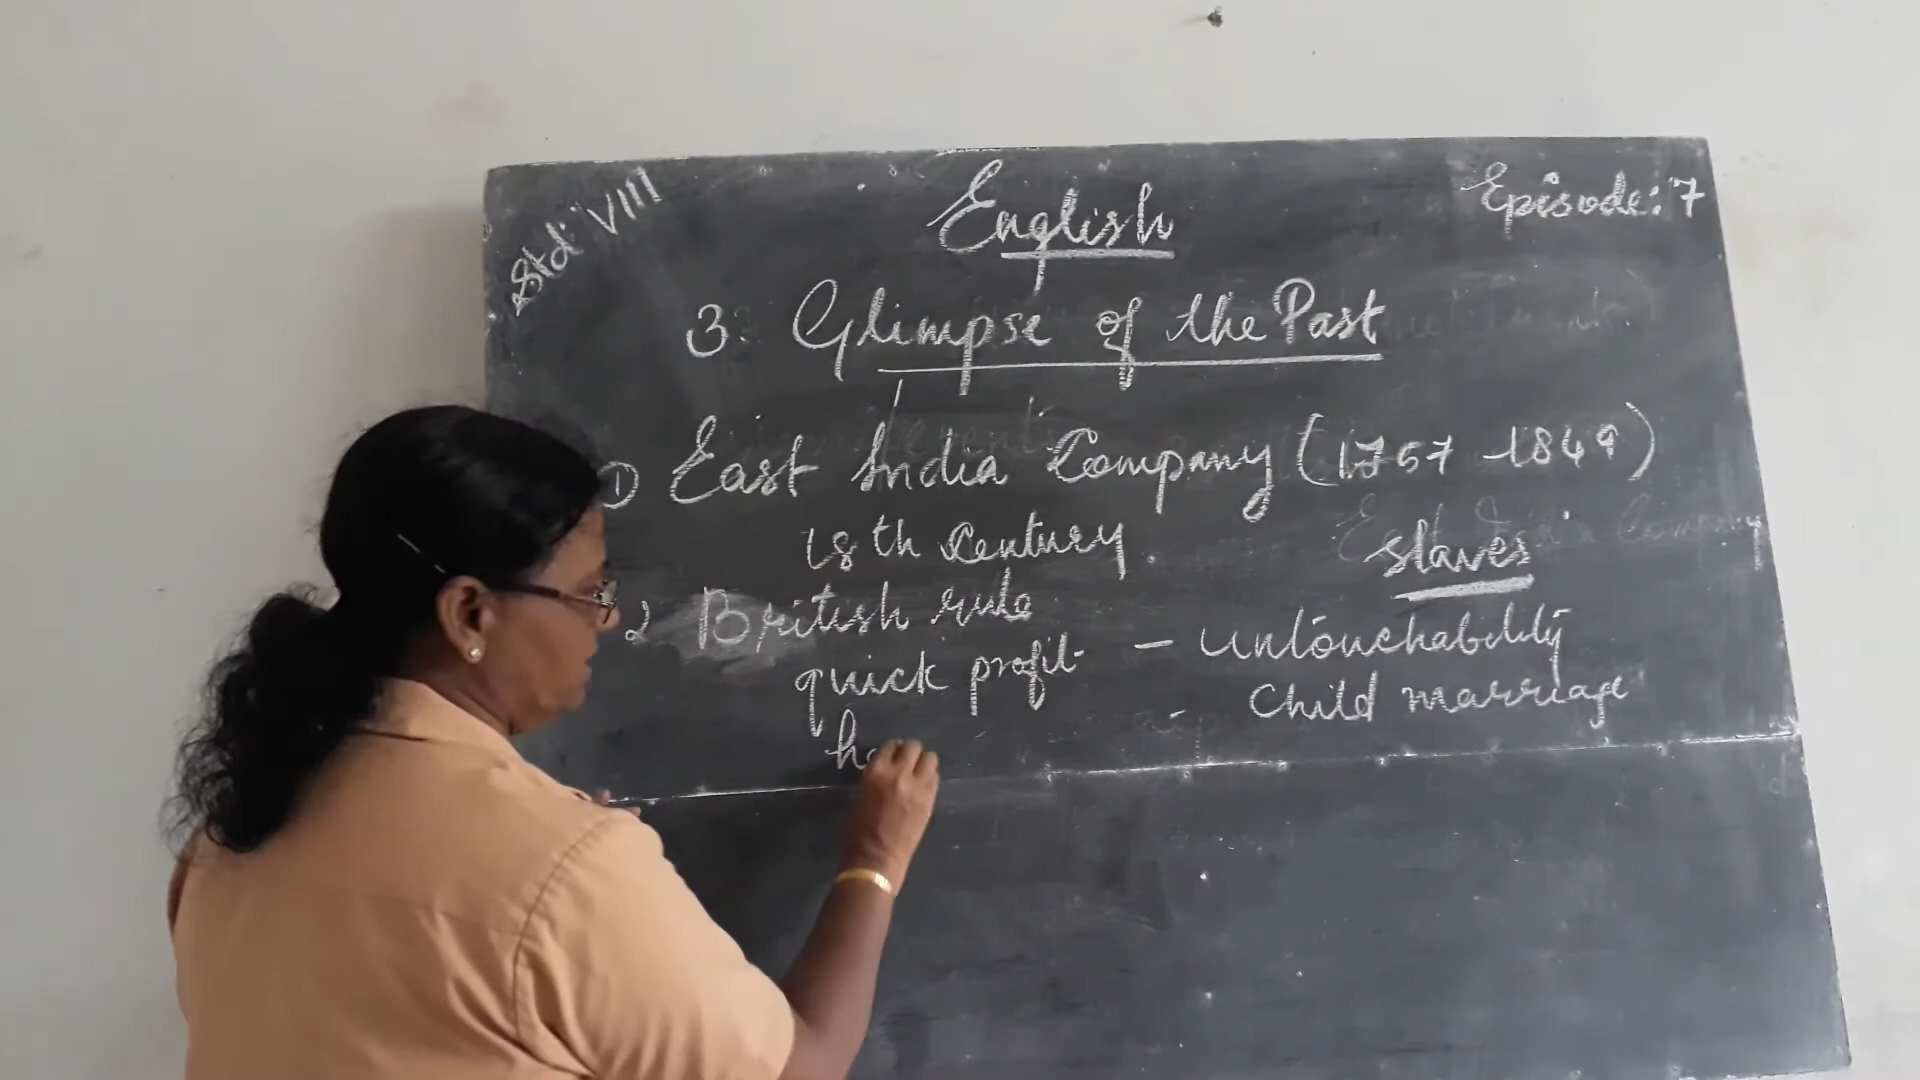 Std: VIII
English
Episode: 7
3. Glimpse of the Past
① East India Company (1757 - 1849)
18th Century.
slaves
2 British rule
quick profit - untouchability
- Child marriage